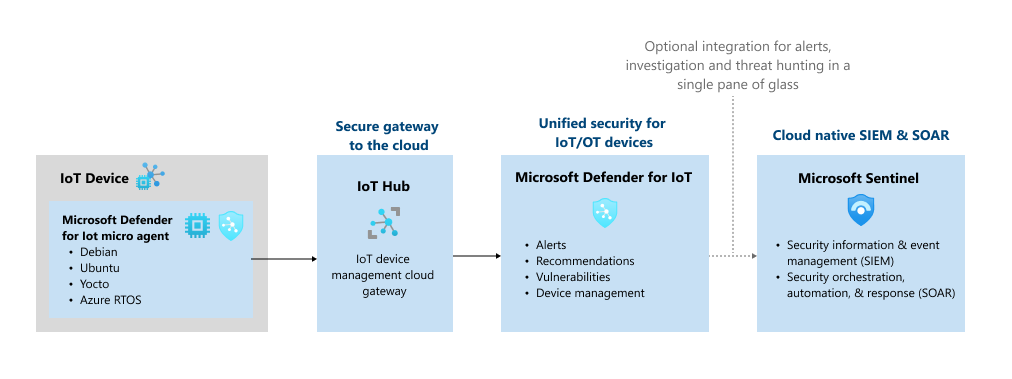 Optional integration for alerts,
investigation and threat hunting in a
single pane of glass
Secure gateway
to the cloud
Unified security for
IoT/OT devices
Cloud native SIEM & SOAR
IoT Device
Microsoft Defender
for Iot micro agent
• Debian
• Ubuntu
• Yocto
• Azure RTOS
IoT Hub
IoT device
management cloud
gateway
Microsoft Defender for IoT
• Alerts
• Recommendations
• Vulnerabilities
• Device management
Microsoft Sentinel
• Security information & event
management (SIEM)
• Security orchestration,
automation, & response (SOAR)